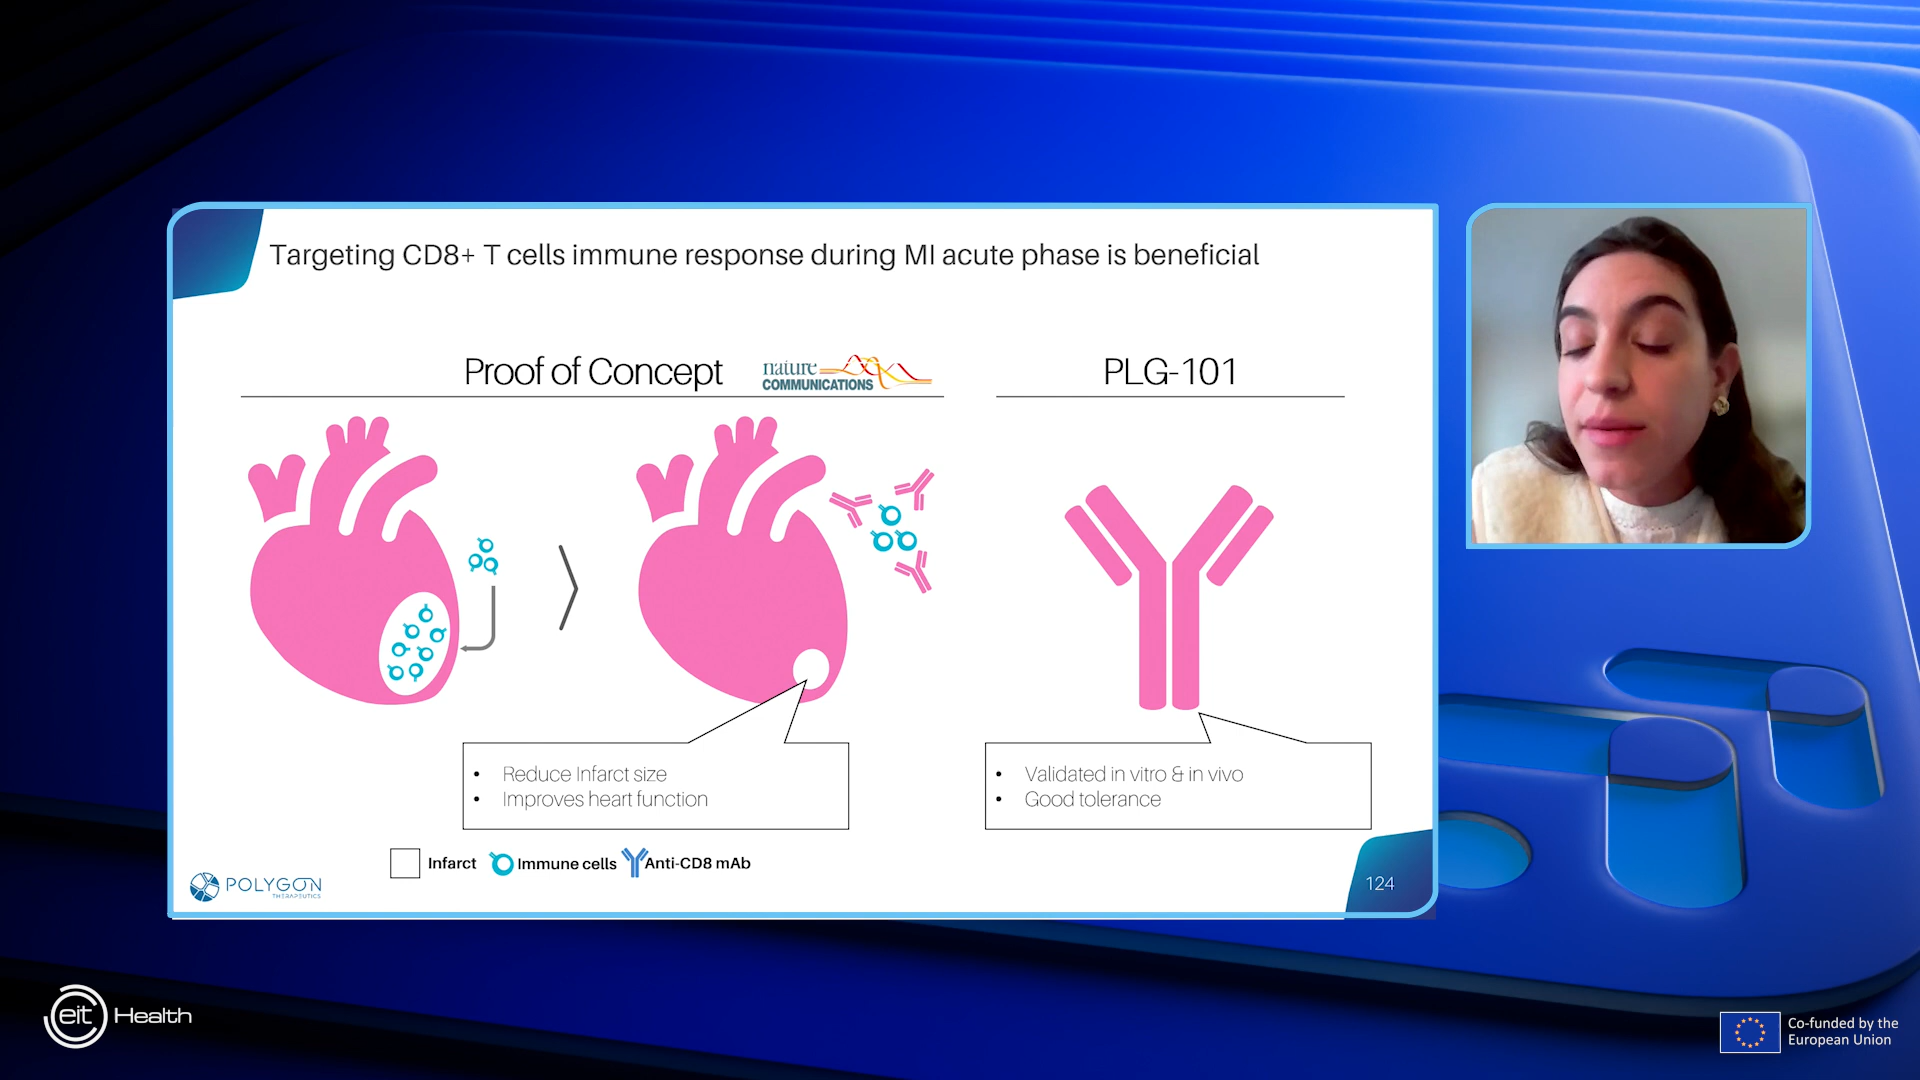 Targeting CD8+ T cells immune response during MI acute phase is beneficial
Proof of Concept
nature
COMMUNICATIONS
PLG-101
• Reduce Infarct size
• Improves heart function
• Validated in vitro & in vivo
• Good tolerance
Infarct
Immune cells
Anti-CD8 mAb
POLYGON
THERAPEUTICS
124
eit Health
Co-funded by the
European Union